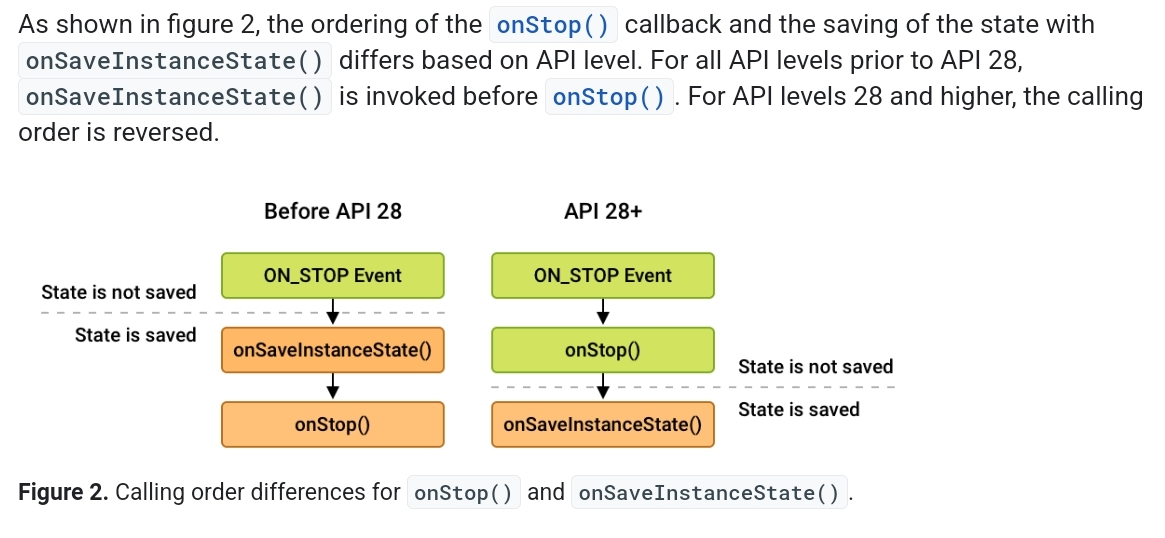 As shown in figure 2, the ordering of the onStop() callback and the saving of the state with
onSaveInstanceState() differs based on API level. For all API levels prior to API 28,
onSaveInstanceState() is invoked before onStop(). For API levels 28 and higher, the calling
order is reversed.
Before API 28
API 28+
ON_STOP Event
ON_STOP Event
State is not saved
State is saved
onSaveInstanceState()
onStop()
State is not saved
State is saved
onStop()
onSaveInstanceState()
Figure 2. Calling order differences for onStop() and onSaveInstanceState().